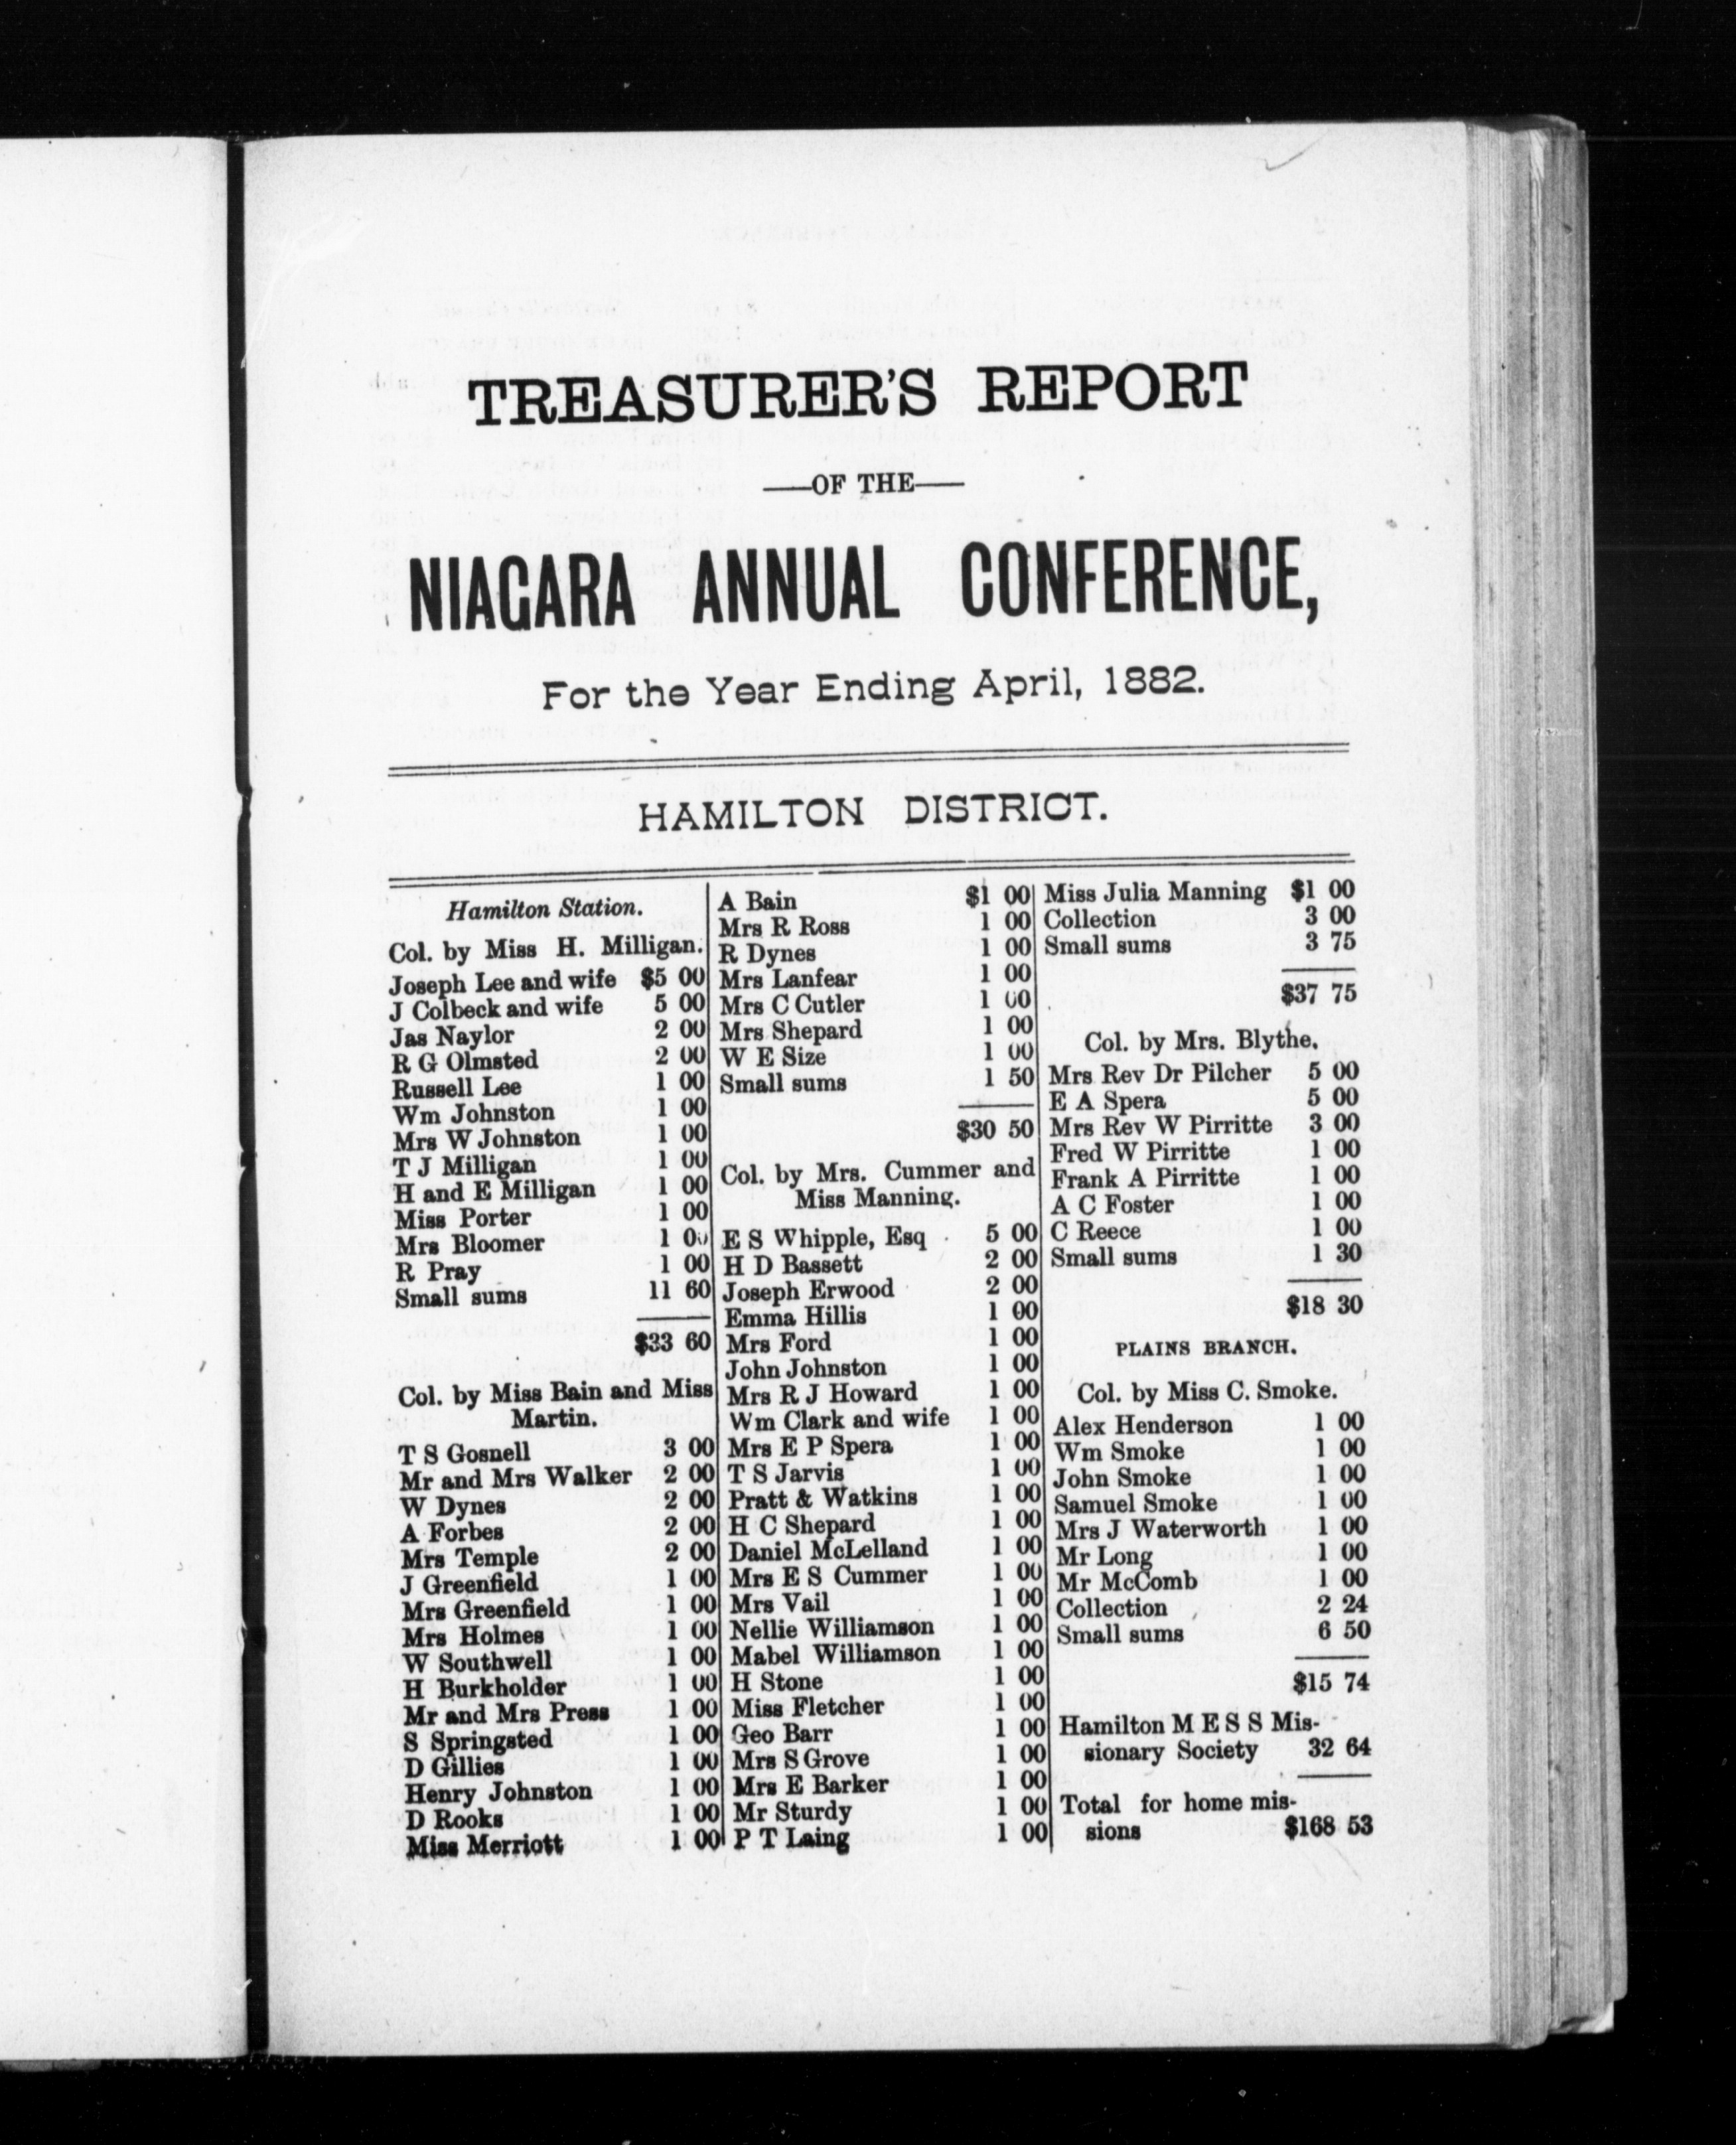 TREASURER'S REPORT
—OF THE—
NIAGARA ANNUAL CONFERENCE,
For the Year Ending April, 1882.
HAMILTON DISTRICT.
Hamilton Station.
Col. by Miss H. Milligan.
Joseph Lee and wife $5 00
J Colbeck and wife 5 00
Jas Naylor 2 00
R G Olmsted 2 00
Russell Lee 1 00
Wm Johnston 1 00
Mrs W Johnston 1 00
T J Milligan 1 00
H and E Milligan 1 00
Miss Porter 1 00
Mrs Bloomer 1 00
R Pray 1 00
Small sums 11 60
$33 60
Col. by Miss Bain and Miss
Martin.
T S Gosnell 3 00
Mr and Mrs Walker 2 00
W Dynes 2 00
A Forbes 2 00
Mrs Temple 2 00
J Greenfield 1 00
Mrs Greenfield 1 00
Mrs Holmes 1 00
W Southwell 1 00
H Burkholder 1 00
Mr and Mrs Press 1 00
S Springsted 1 00
D Gillies 1 00
Henry Johnston 1 00
D Rooks 1 00
Miss Merriott 1 00
A Bain $1 00
Mrs R Ross 1 00
R Dynes 1 00
Mrs Lanfear 1 00
Mrs C Cutler 1 00
Mrs Shepard 1 00
W E Size 1 00
Small sums 1 50
$30 50
Col. by Mrs. Cummer and
Miss Manning.
E S Whipple, Esq 5 00
H D Bassett 2 00
Joseph Erwood 2 00
Emma Hillis 1 00
Mrs Ford 1 00
John Johnston 1 00
Mrs R J Howard 1 00
Wm Clark and wife 1 00
Mrs E P Spera 1 00
T S Jarvis 1 00
Pratt & Watkins 1 00
H C Shepard 1 00
Daniel McLelland 1 00
Mrs E S Cummer 1 00
Mrs Vail 1 00
Nellie Williamson 1 00
Mabel Williamson 1 00
H Stone 1 00
Miss Fletcher 1 00
Geo Barr 1 00
Mrs S Grove 1 00
Mrs E Barker 1 00
Mr Sturdy 1 00
P T Laing 1 00
Miss Julia Manning $1 00
Collection 3 00
Small sums 3 75
$37 75
Col. by Mrs. Blythe.
Mrs Rev Dr Pilcher 5 00
E A Spera 5 00
Mrs Rev W Pirritte 3 00
Fred W Pirritte 1 00
Frank A Pirritte 1 00
A C Foster 1 00
C Reece 1 00
Small sums 1 30
$18 30
PLAINS BRANCH.
Col. by Miss C. Smoke.
Alex Henderson 1 00
Wm Smoke 1 00
John Smoke 1 00
Samuel Smoke 1 00
Mrs J Waterworth 1 00
Mr Long 1 00
Mr McComb 1 00
Collection 2 24
Small sums 6 50
$15 74
Hamilton M E S S Mis-
sionary Society 32 64
Total for home mis-
sions $168 53